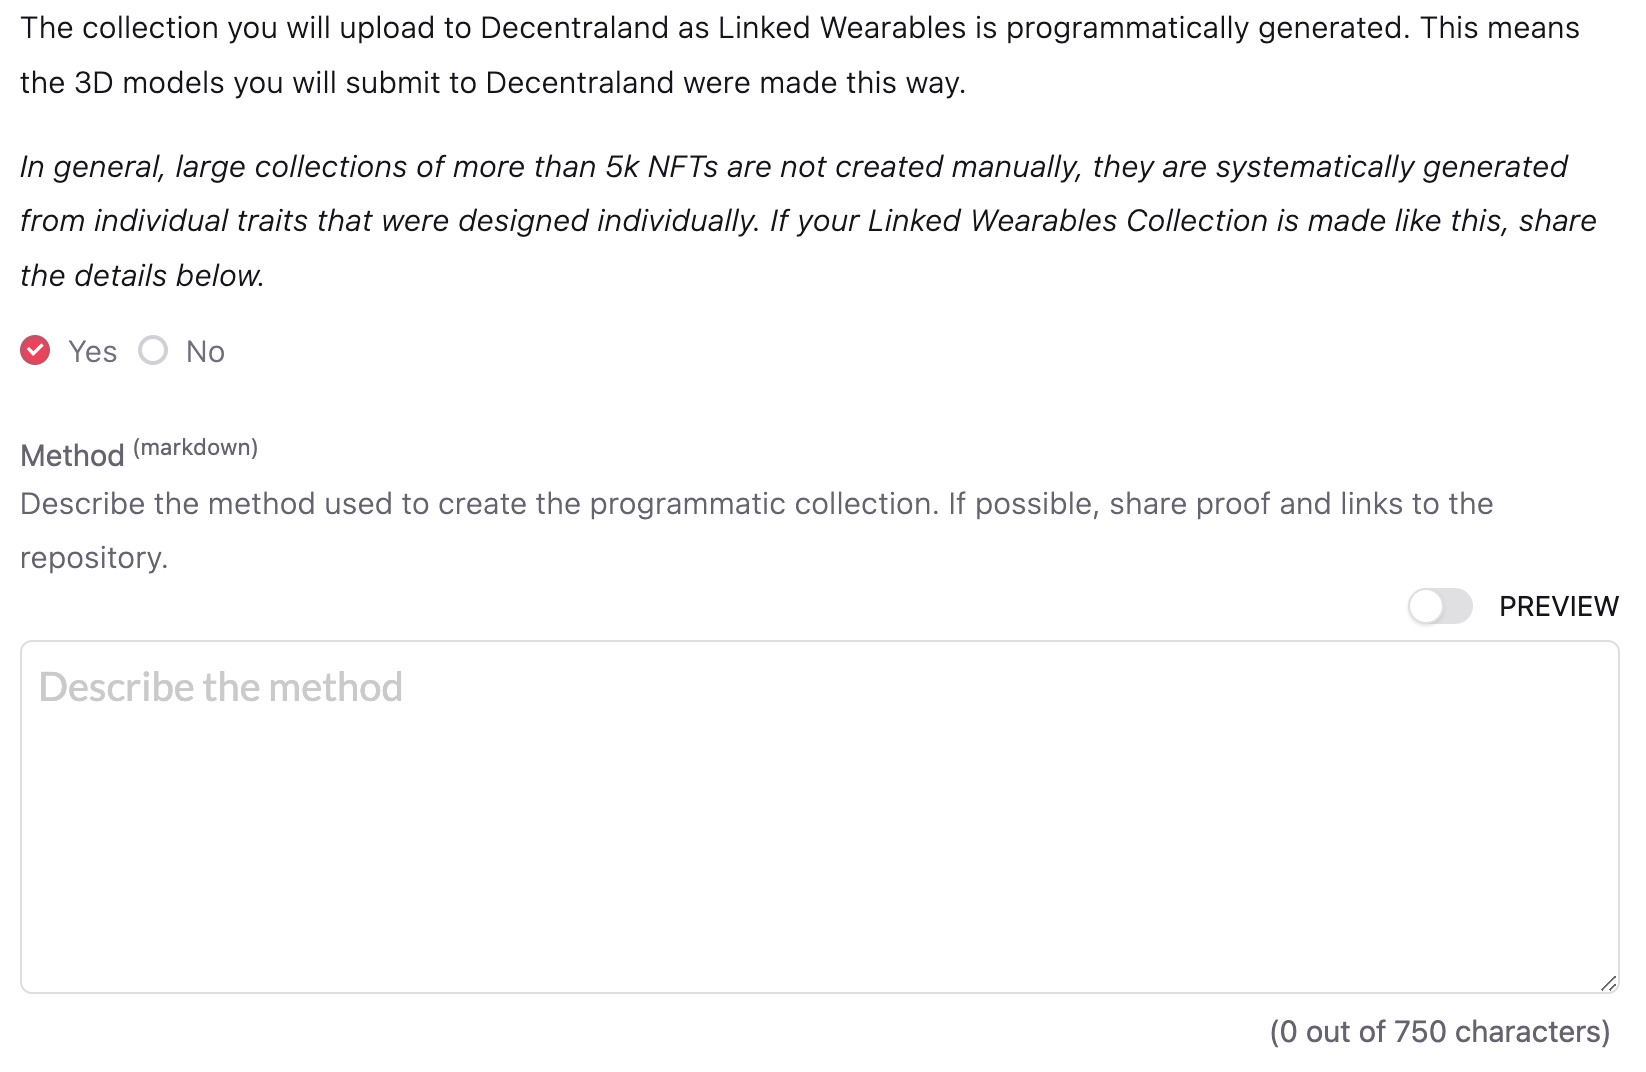 The collection you will upload to Decentraland as Linked Wearables is programmatically generated. This means
the 3D models you will submit to Decentraland were made this way.
In general, large collections of more than 5k NFTs are not created manually, they are systematically generated
from individual traits that were designed individually. If your Linked Wearables Collection is made like this, share
the details below.
Yes No
Method (markdown)
Describe the method used to create the programmatic collection. If possible, share proof and links to the
repository.
PREVIEW
Describe the method
(0 out of 750 characters)